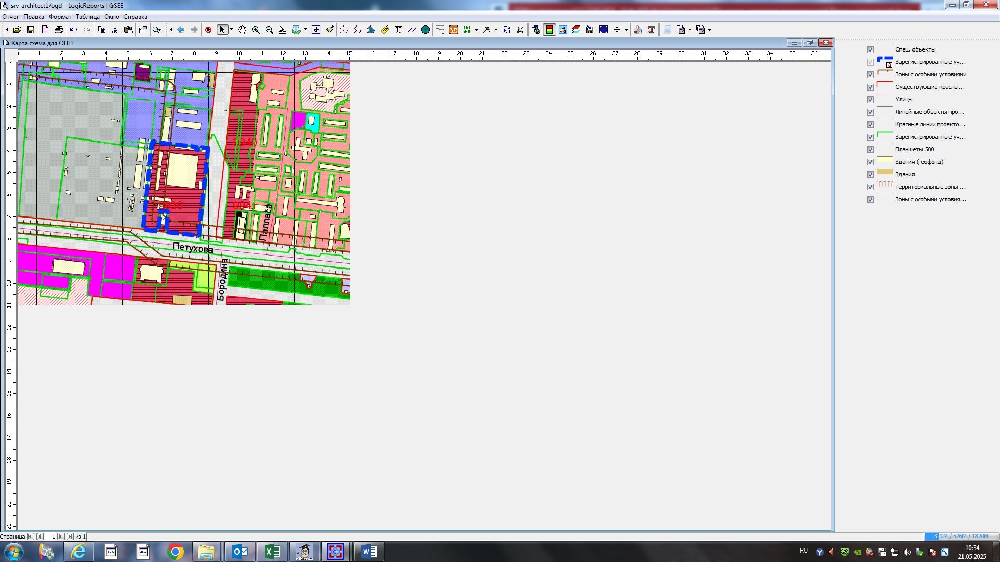 srv-architect1/ogd - LogicReports | GSEE
Отчет Правка Формат Таблица Окно Справка
Карта схема для ОПП
0 1 2 3 4 5 6 7 8 9 10 11 12 13 14 15 16 17 18 19 20 21 22 23 24 25 26 27 28 29 30 31 32 33 34 35 36
0
1
2
3
4
5
6
7
8
9
10
11
12
13
14
15
16
17
18
19
20
21
Палласа
Петухова
Бородина
Спец. объекты
Зарегистрированные уч...
Зоны с особыми условиями
Существующие красны...
Улицы
Линейные объекты про...
Красные линии проекто...
Зарегистрированные уч...
Планшеты 500
Здания (геофонд)
Здания
Территориальные зоны ...
Зоны с особыми условия...
Страница 1 из 1
370M / 526M / 1820M
RU
10:34
21.05.2025